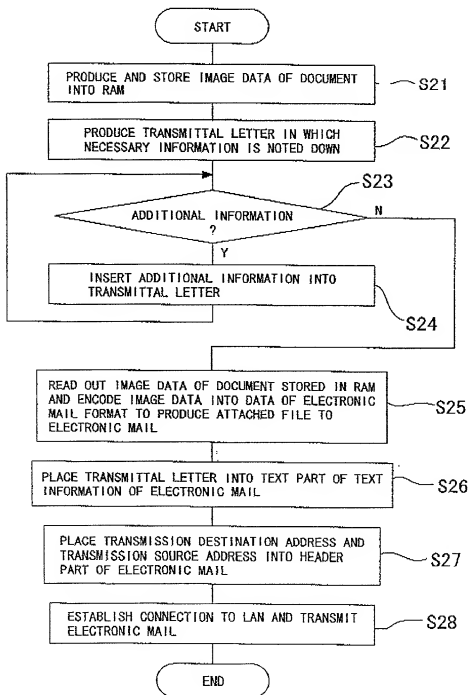 START
PRODUCE AND STORE IMAGE DATA OF DOCUMENT
INTO RAM
S21
PRODUCE TRANSMITTAL LETTER IN WHICH
NECESSARY INFORMATION IS NOTED DOWN
S22
S23
ADDITIONAL INFORMATION
?
N
Y
INSERT ADDITIONAL INFORMATION INTO
TRANSMITTAL LETTER
S24
READ OUT IMAGE DATA OF DOCUMENT STORED IN RAM
AND ENCODE IMAGE DATA INTO DATA OF ELECTRONIC
MAIL FORMAT TO PRODUCE ATTACHED FILE TO
ELECTRONIC MAIL
S25
PLACE TRANSMITTAL LETTER INTO TEXT PART OF TEXT
INFORMATION OF ELECTRONIC MAIL
S26
PLACE TRANSMISSION DESTINATION ADDRESS AND
TRANSMISSION SOURCE ADDRESS INTO HEADER
PART OF ELECTRONIC MAIL
S27
ESTABLISH CONNECTION TO LAN AND TRANSMIT
ELECTRONIC MAIL
S28
END